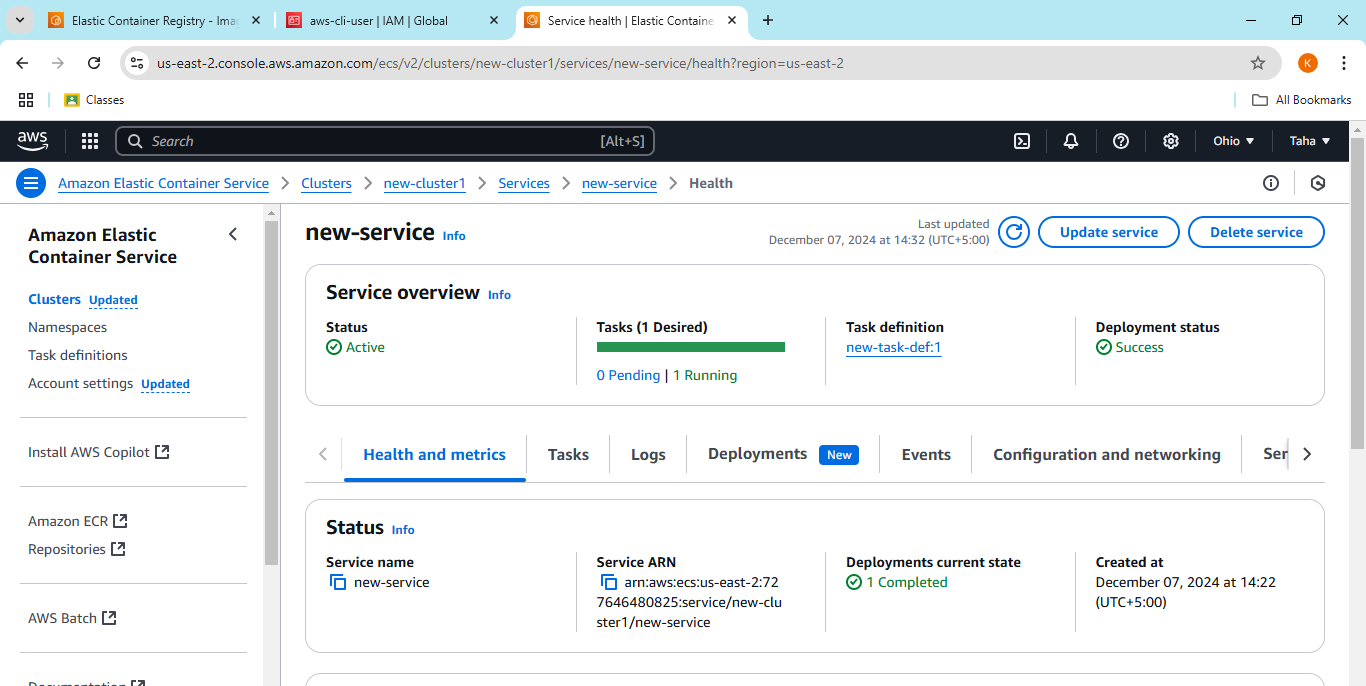 Elastic Container Registry - Ima
aws-cli-user | IAM | Global
Service health | Elastic Containe
us-east-2.console.aws.amazon.com/ecs/v2/clusters/new-cluster1/services/new-service/health?region=us-east-2
K
Classes
All Bookmarks
aws
Search
[Alt+S]
Ohio
Taha
Amazon Elastic Container Service
Clusters
new-cluster1
Services
new-service
Health
Amazon Elastic
Container Service
Clusters Updated
Namespaces
Task definitions
Account settings Updated
Install AWS Copilot
Amazon ECR
Repositories
AWS Batch
Documentation
new-service Info
Last updated
December 07, 2024 at 14:32 (UTC+5:00)
Update service
Delete service
Service overview Info
Status
Active
Tasks (1 Desired)
0 Pending | 1 Running
Task definition
new-task-def:1
Deployment status
Success
Health and metrics
Tasks
Logs
Deployments New
Events
Configuration and networking
Ser
Status Info
Service name
new-service
Service ARN
arn:aws:ecs:us-east-2:72
7646480825:service/new-clu
ster1/new-service
Deployments current state
1 Completed
Created at
December 07, 2024 at 14:22
(UTC+5:00)